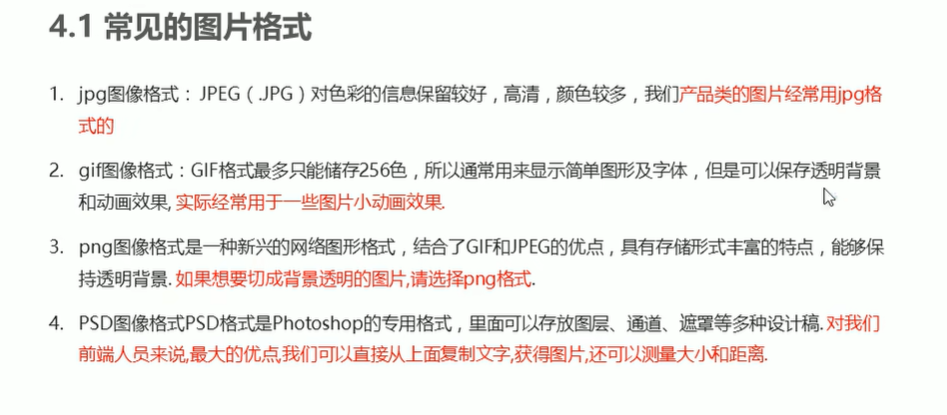 4.1 常见的图片格式
1. jpg图像格式：JPEG（.JPG）对色彩的信息保留较好，高清，颜色较多，我们产品类的图片经常用jpg格
式的
2. gif图像格式：GIF格式最多只能储存256色，所以通常用来显示简单图形及字体，但是可以保存透明背景
和动画效果, 实际经常用于一些图片小动画效果.
3. png图像格式是一种新兴的网络图形格式，结合了GIF和JPEG的优点，具有存储形式丰富的特点，能够保
持透明背景. 如果想要切成背景透明的图片,请选择png格式.
4. PSD图像格式PSD格式是Photoshop的专用格式，里面可以存放图层、通道、遮罩等多种设计稿. 对我们
前端人员来说,最大的优点,我们可以直接从上面复制文字,获得图片,还可以测量大小和距离.